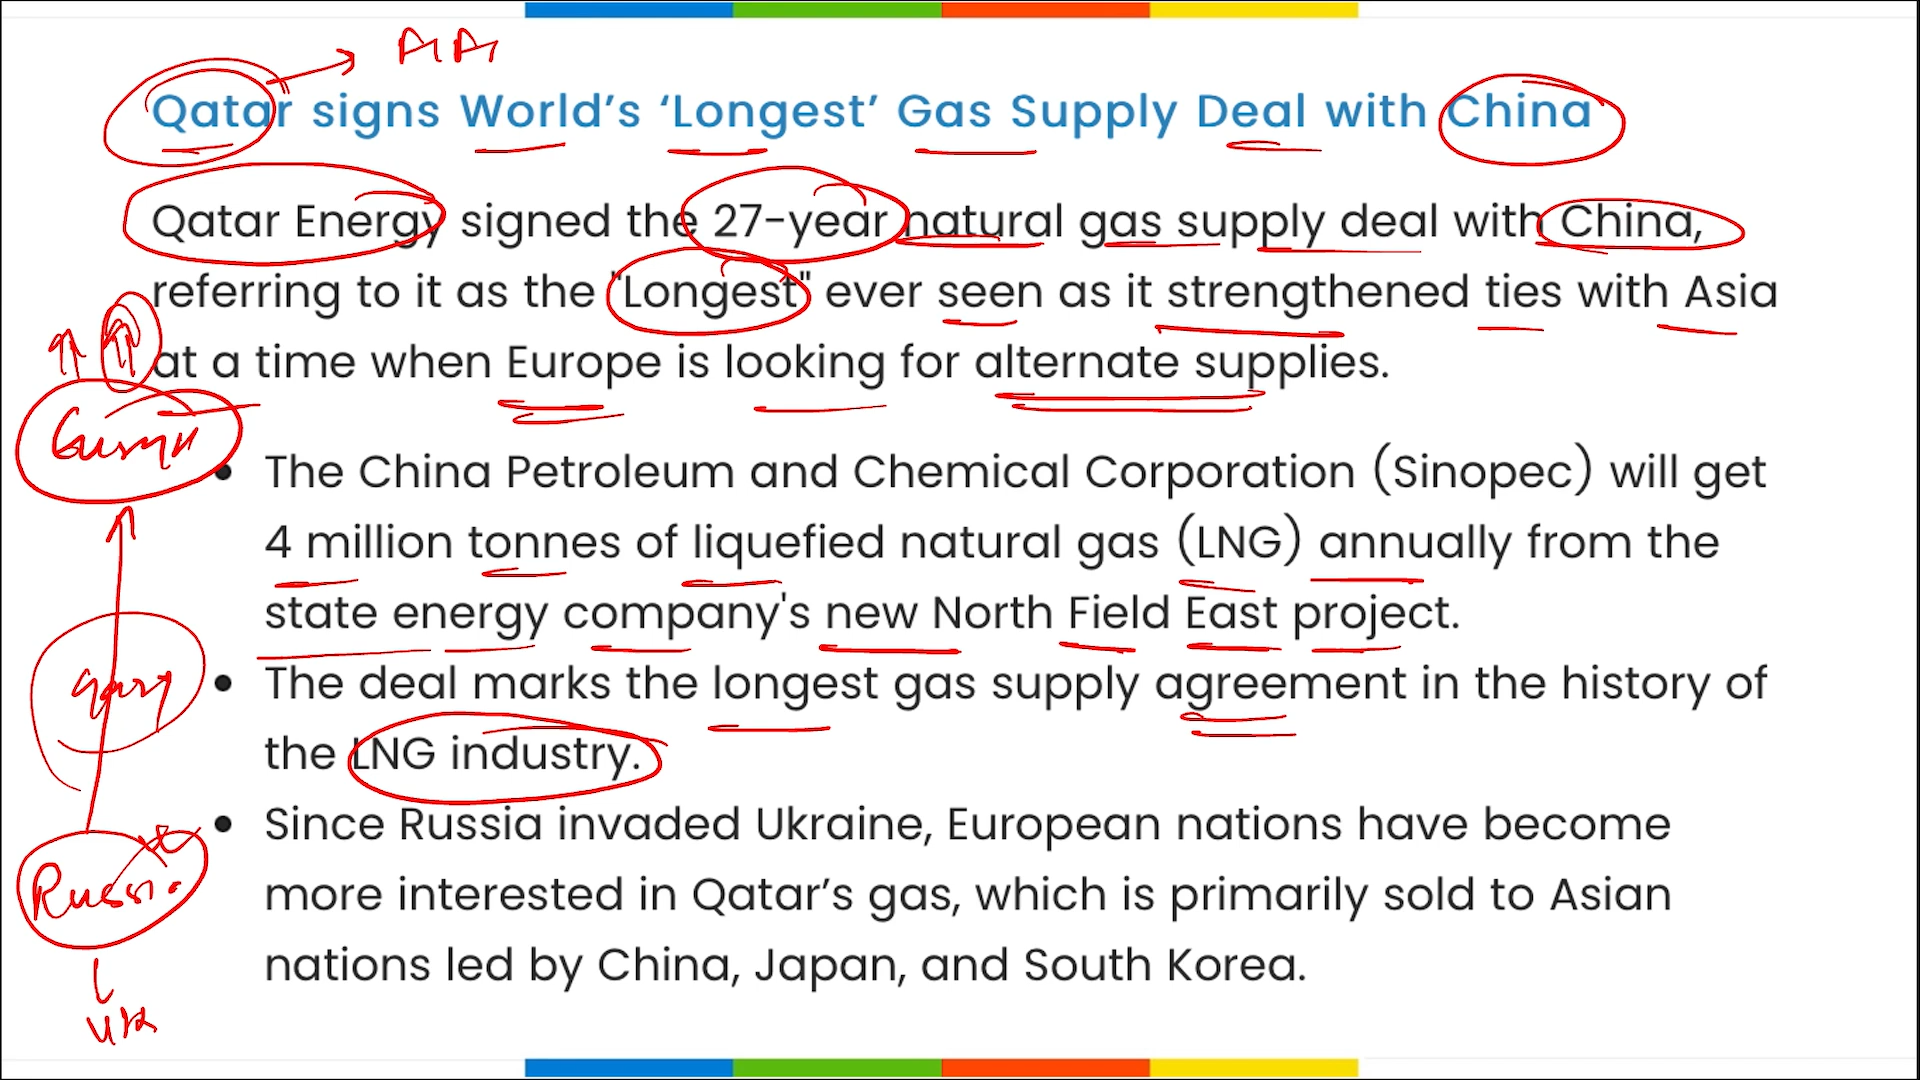 Qatar signs World’s ‘Longest’ Gas Supply Deal with China
Qatar Energy signed the 27-year natural gas supply deal with China,
referring to it as the "Longest" ever seen as it strengthened ties with Asia
at a time when Europe is looking for alternate supplies.
• The China Petroleum and Chemical Corporation (Sinopec) will get
4 million tonnes of liquefied natural gas (LNG) annually from the
state energy company's new North Field East project.
• The deal marks the longest gas supply agreement in the history of
the LNG industry.
• Since Russia invaded Ukraine, European nations have become
more interested in Qatar’s gas, which is primarily sold to Asian
nations led by China, Japan, and South Korea.